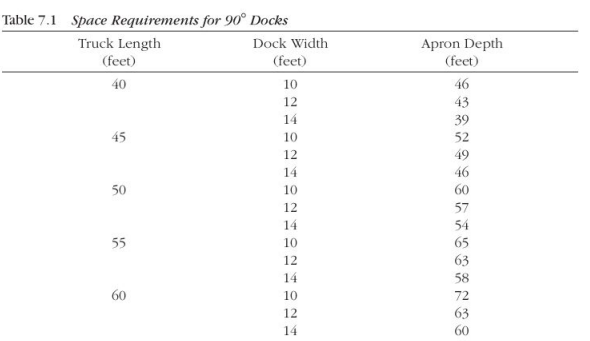 Table 7.1 Space Requirements for 90° Docks
Truck Length Dock Width Apron Depth
(feet) (feet) (feet)
40 10 46
12 43
14 39
45 10 52
12 49
14 46
50 10 60
12 57
14 54
55 10 65
12 63
14 58
60 10 72
12 63
14 60